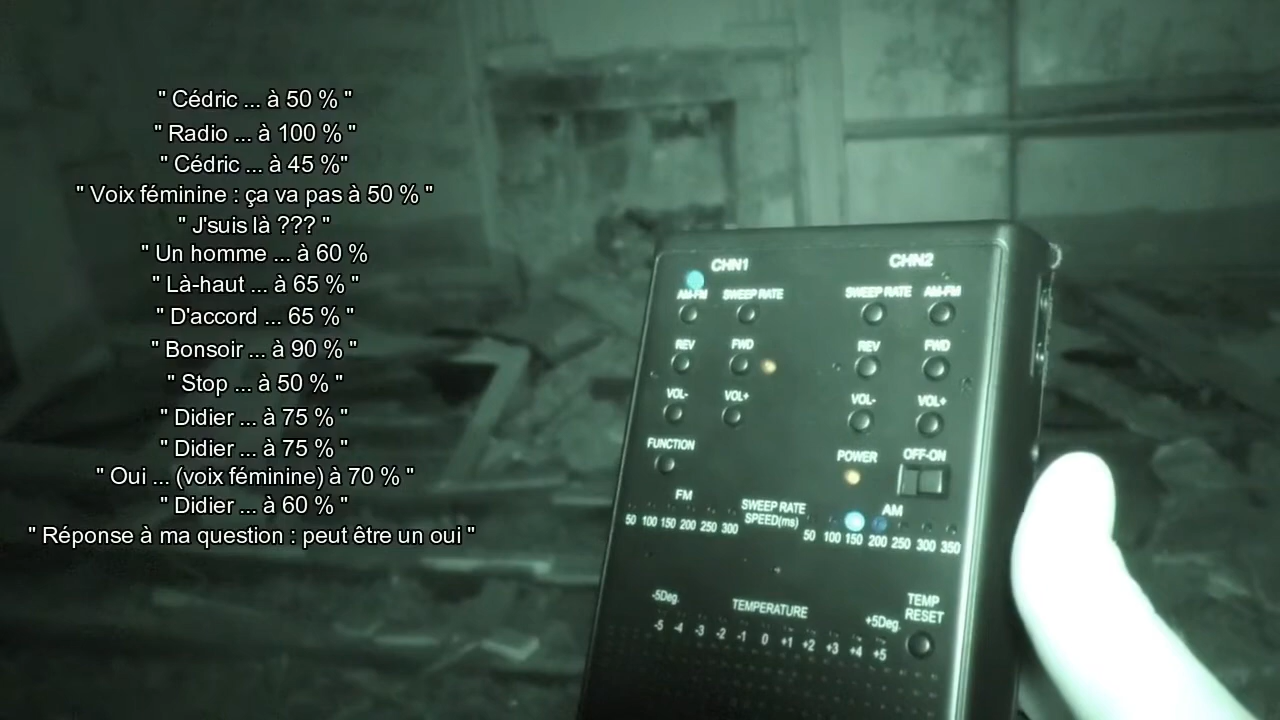 " Cédric ... à 50 % "
" Radio ... à 100 % "
" Cédric ... à 45 %"
" Voix féminine : ça va pas à 50 % "
" J'suis là ??? "
" Un homme ... à 60 %
" Là-haut ... à 65 % "
" D'accord ... 65 % "
" Bonsoir ... à 90 % "
" Stop ... à 50 % "
" Didier ... à 75 % "
" Didier ... à 75 % "
" Oui ... (voix féminine) à 70 % "
" Didier ... à 60 % "
" Réponse à ma question : peut être un oui "
CHN1 CHN2
AM-FM SWEEP RATE SWEEP RATE AM-FM
REV FWD REV FWD
VOL- VOL+ VOL- VOL+
FUNCTION POWER OFF-ON
FM SWEEP RATE AM
SPEED(ms)
50 100 150 200 250 300 50 100 150 200 250 300 350
-5Deg. TEMPERATURE +5Deg. TEMP
RESET
-5 -4 -3 -2 -1 0 +1 +2 +3 +4 +5